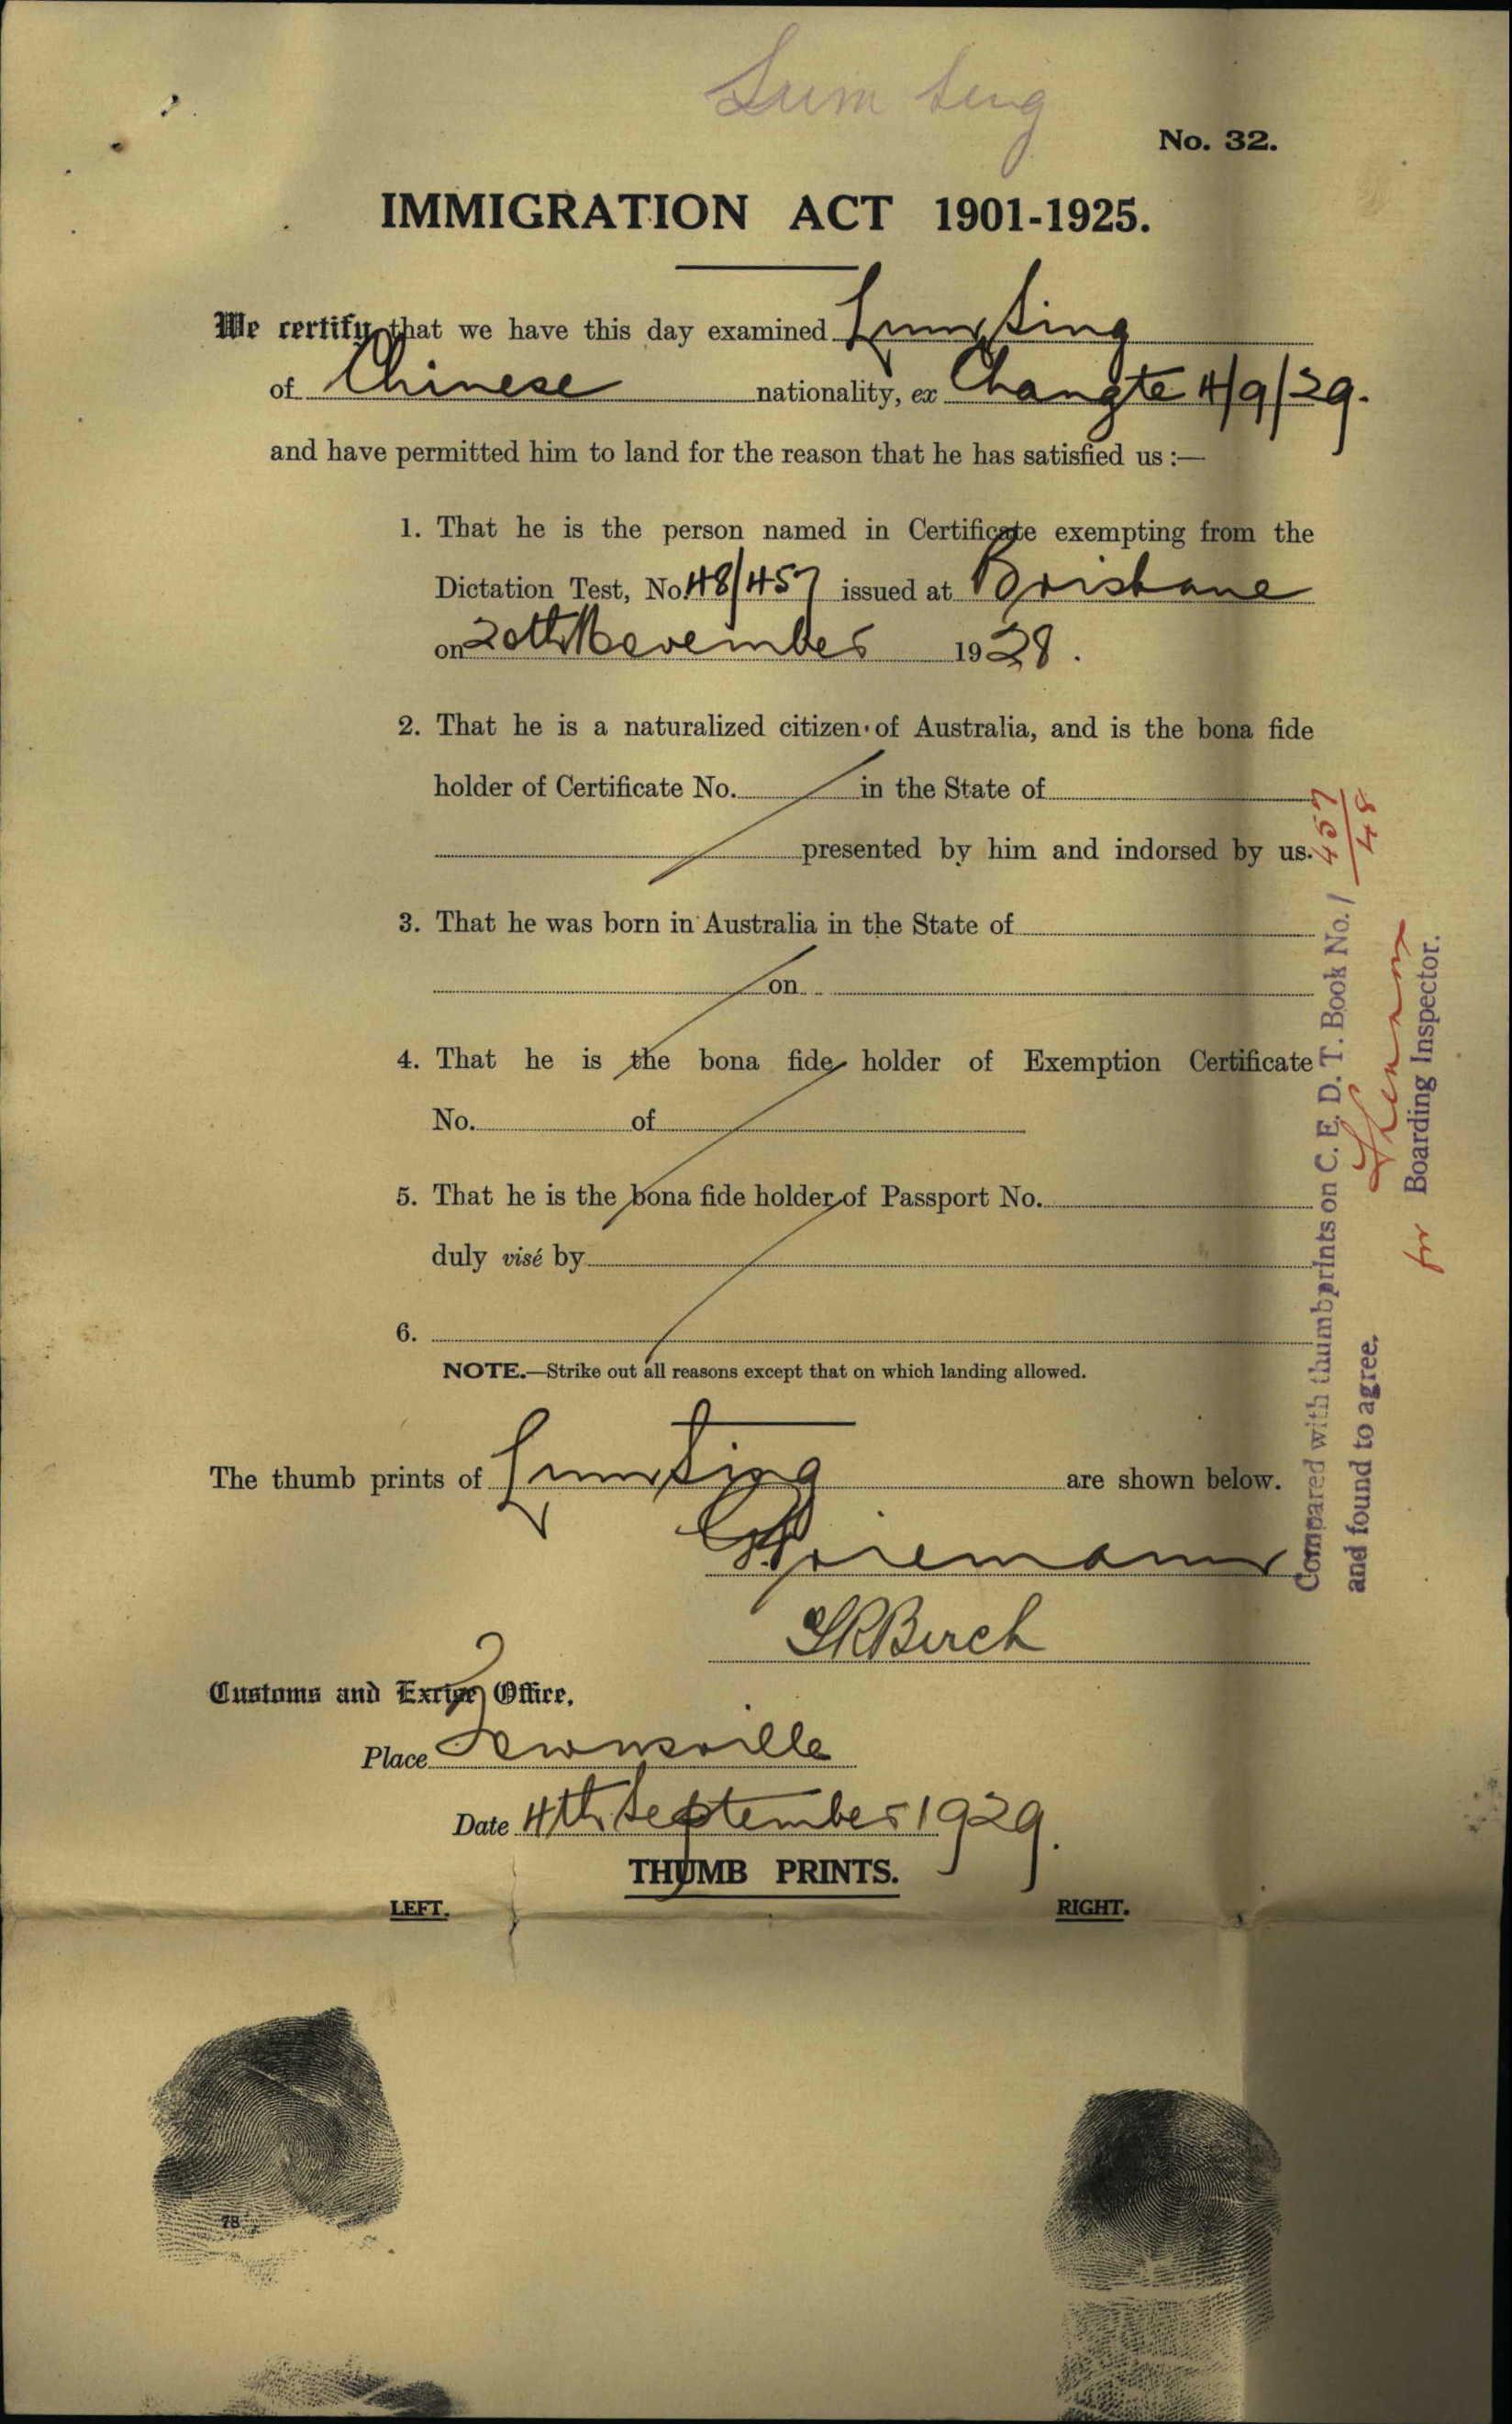 Lum Sing
No. 32.
IMMIGRATION ACT 1901-1925.
We certify that we have this day examined Lum Sing
of Chinese nationality, ex Changte 4/9/29.
and have permitted him to land for the reason that he has satisfied us :—
1. That he is the person named in Certificate exempting from the
Dictation Test, No. 48/457 issued at Brisbane
on 20th November 1928.
2. That he is a naturalized citizen of Australia, and is the bona fide
holder of Certificate No. in the State of
presented by him and indorsed by us.
3. That he was born in Australia in the State of
on
4. That he is the bona fide holder of Exemption Certificate
No. of
5. That he is the bona fide holder of Passport No.
duly visé by
6.
NOTE.—Strike out all reasons except that on which landing allowed.
The thumb prints of Lum Sing are shown below.
SRBirch
Customs and Excise Office,
Place Townsville
Date 4th September 1929.
THUMB PRINTS.
LEFT. RIGHT.
78
Compared with thumbprints on C. E. D. T. Book No. 457/48
and found to agree.
for Boarding Inspector.